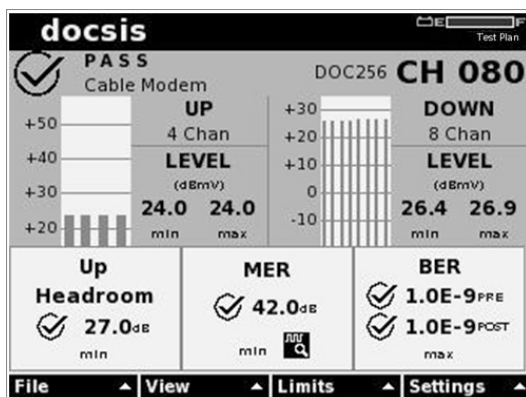 docsis
E F
Test Plan
PASS
Cable Modem
DOC256 CH 080
UP
4 Chan
LEVEL
(dBmV)
24.0 24.0
min max
+50
+40
+30
+20
DOWN
8 Chan
LEVEL
(dBmV)
26.4 26.9
min max
+30
+20
+10
0
-10
Up
Headroom
27.0dB
min
MER
42.0dB
min
BER
1.0E-9PRE
1.0E-9POST
max
File View Limits Settings